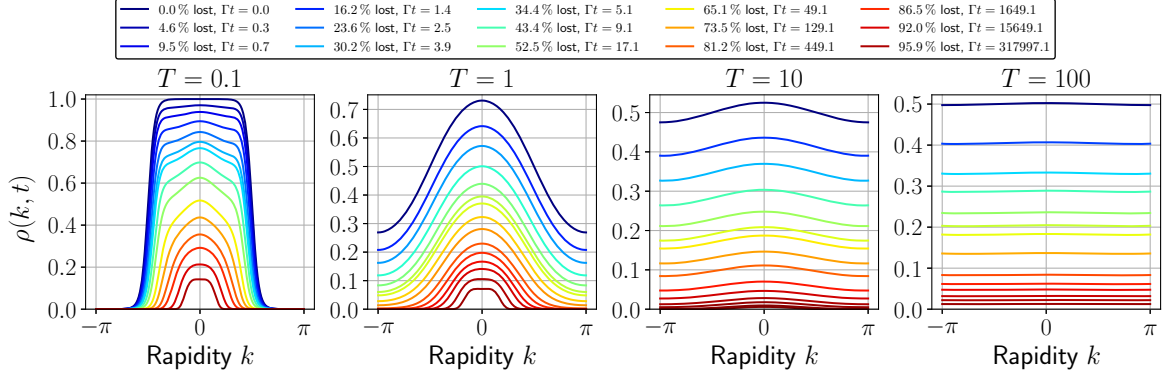 0.0 % lost, Γt = 0.0 16.2 % lost, Γt = 1.4 34.4 % lost, Γt = 5.1 65.1 % lost, Γt = 49.1 86.5 % lost, Γt = 1649.1
4.6 % lost, Γt = 0.3 23.6 % lost, Γt = 2.5 43.4 % lost, Γt = 9.1 73.5 % lost, Γt = 129.1 92.0 % lost, Γt = 15649.1
9.5 % lost, Γt = 0.7 30.2 % lost, Γt = 3.9 52.5 % lost, Γt = 17.1 81.2 % lost, Γt = 449.1 95.9 % lost, Γt = 317997.1
T = 0.1
ρ(k, t)
1.0
0.8
0.6
0.4
0.2
0.0
−π 0 π
Rapidity k
T = 1
0.7
0.6
0.5
0.4
0.3
0.2
0.1
0.0
−π 0 π
Rapidity k
T = 10
0.5
0.4
0.3
0.2
0.1
0.0
−π 0 π
Rapidity k
T = 100
0.5
0.4
0.3
0.2
0.1
0.0
−π 0 π
Rapidity k